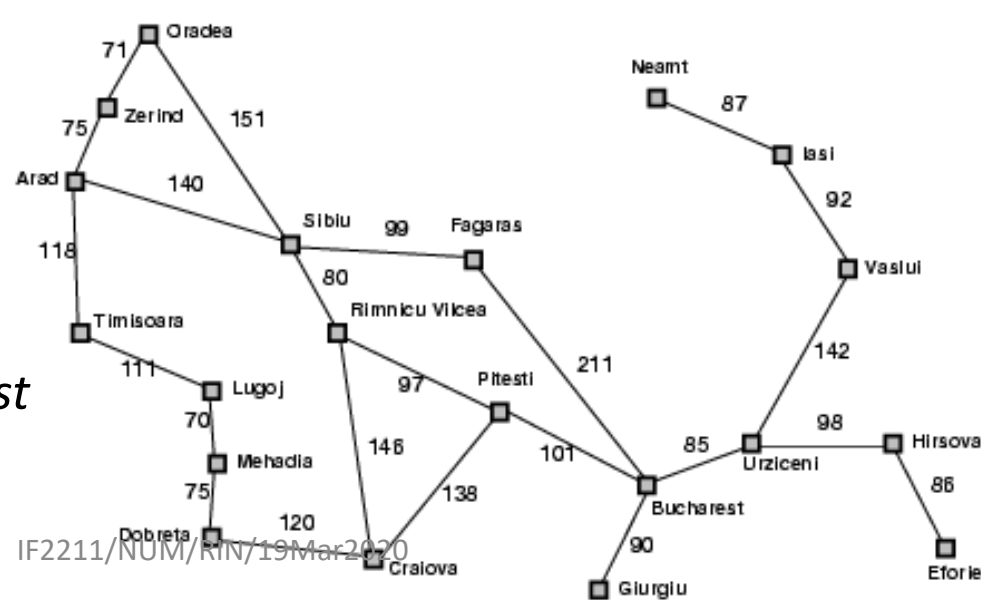 Oradea
71
Neamt
87
Zerind
151
75
Iasi
Arad
140
92
Sibiu
99
Fagaras
118
80
Vaslui
Timisoara
Rimnicu Vilcea
142
111
211
Lugoj
97
Pitesti
st
70
98
Hirsova
146
101
85
Mehadia
Urziceni
75
138
86
Bucharest
Dobreta
120
IF2211/NUM/RIN/19Mar2020
90
Craiova
Eforie
Giurgiu